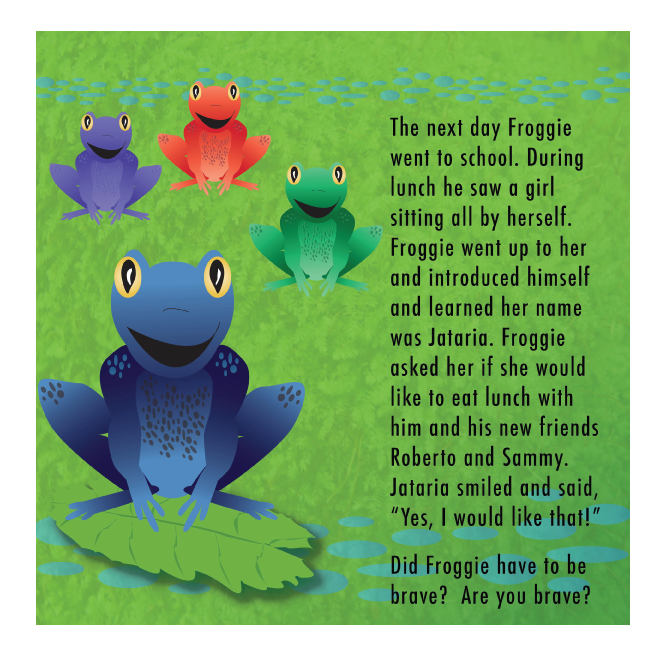 The next day Froggie
went to school. During
lunch he saw a girl
sitting all by herself.
Froggie went up to her
and introduced himself
and learned her name
was Jataria. Froggie
asked her if she would
like to eat lunch with
him and his new friends
Roberto and Sammy.
Jataria smiled and said,
“Yes, I would like that!”
Did Froggie have to be
brave?  Are you brave?